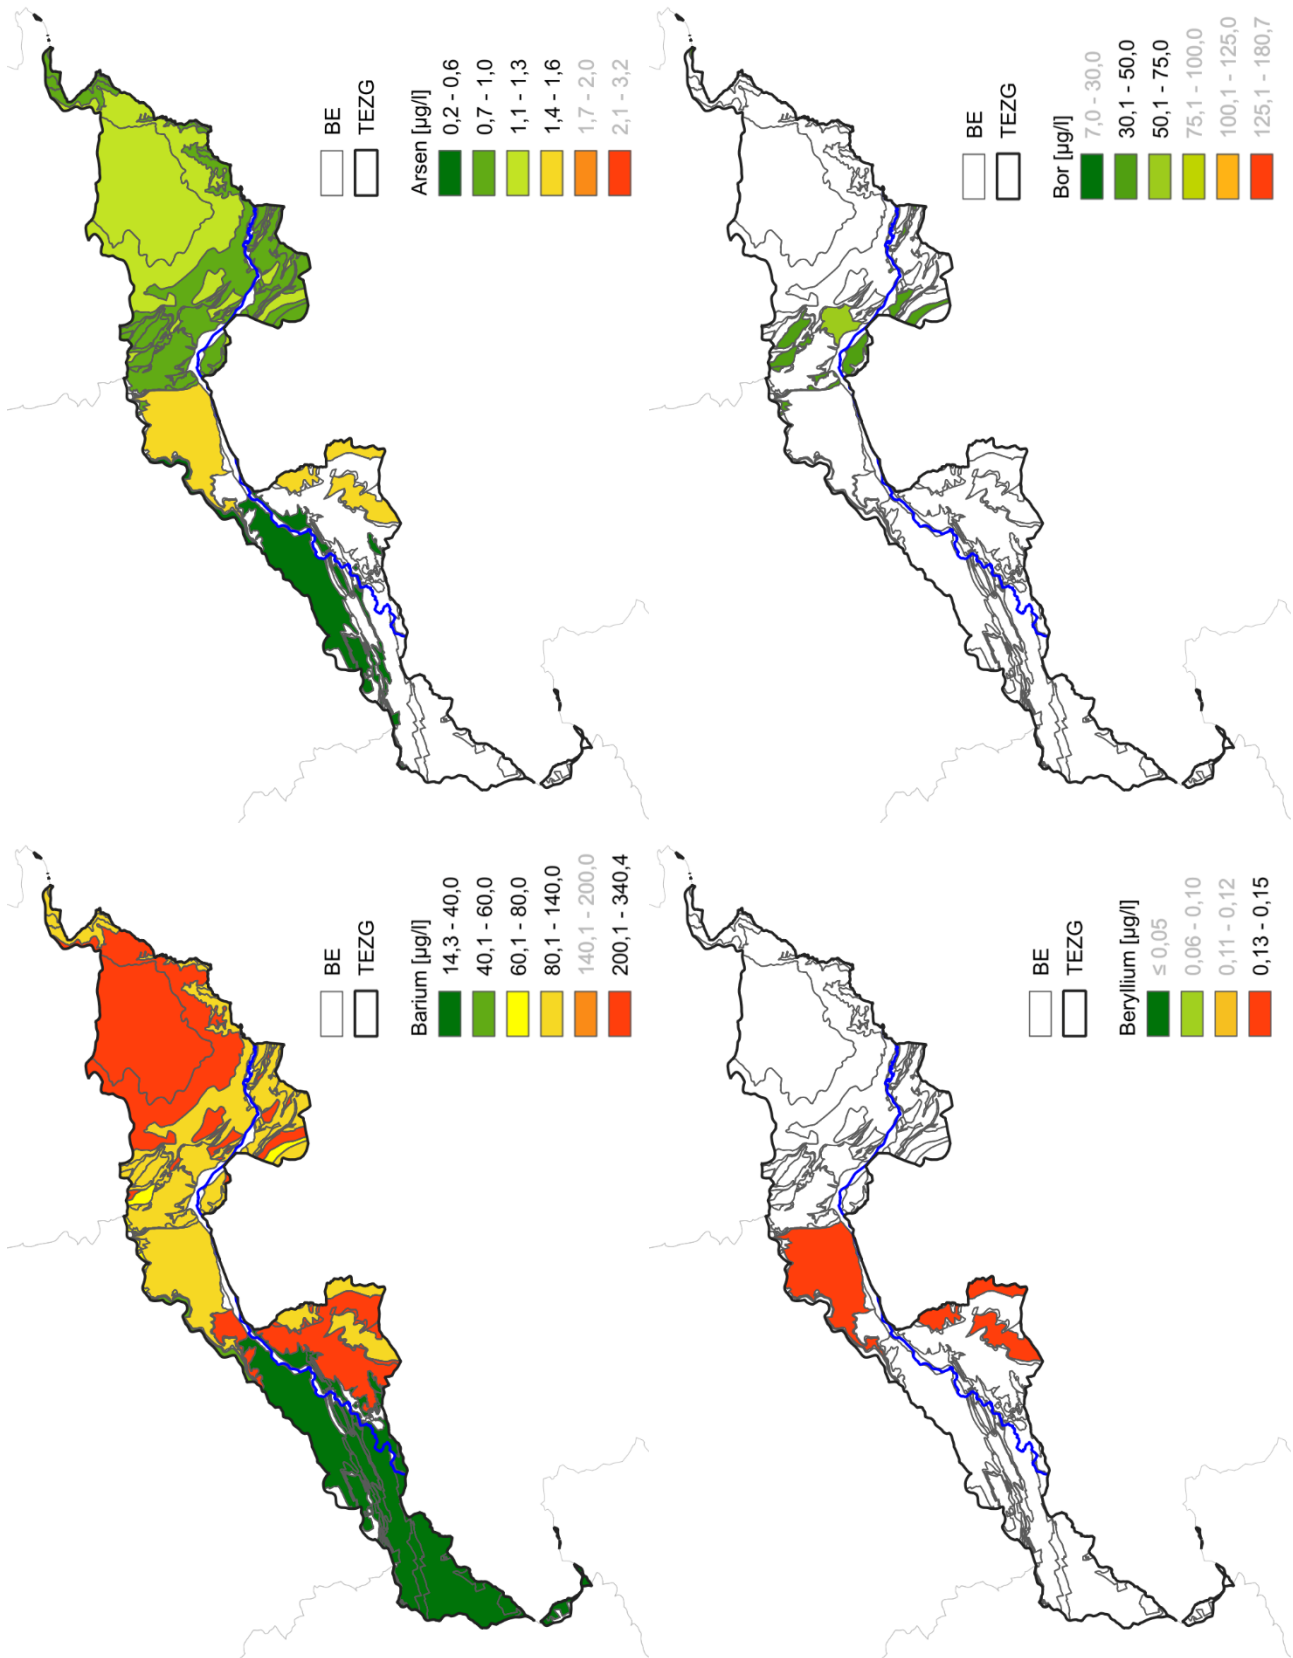 BE
TEZG
Arsen [µg/l]
0,2 - 0,6
0,7 - 1,0
1,1 - 1,3
1,4 - 1,6
1,7 - 2,0
2,1 - 3,2
BE
TEZG
Bor [µg/l]
7,0 - 30,0
30,1 - 50,0
50,1 - 75,0
75,1 - 100,0
100,1 - 125,0
125,1 - 180,7
BE
TEZG
Barium [µg/l]
14,3 - 40,0
40,1 - 60,0
60,1 - 80,0
80,1 - 140,0
140,1 - 200,0
200,1 - 340,4
BE
TEZG
Beryllium [µg/l]
≤ 0,05
0,06 - 0,10
0,11 - 0,12
0,13 - 0,15